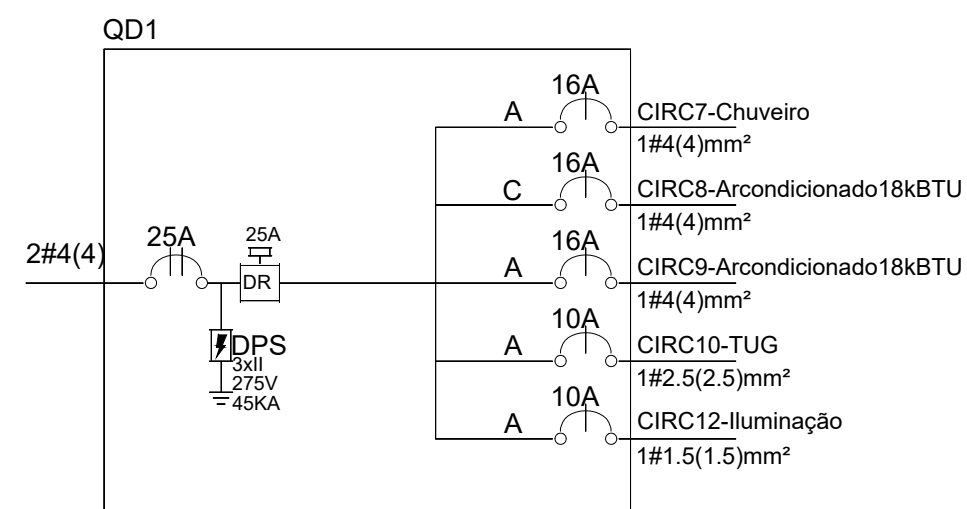 QD1
2#4(4)
25A
25A
DR
DPS
3xII
275V
45KA
16A
A
CIRC7-Chuveiro
1#4(4)mm²
16A
C
CIRC8-Arcondicionado18kBTU
1#4(4)mm²
16A
A
CIRC9-Arcondicionado18kBTU
1#4(4)mm²
10A
A
CIRC10-TUG
1#2.5(2.5)mm²
10A
A
CIRC12-Iluminação
1#1.5(1.5)mm²